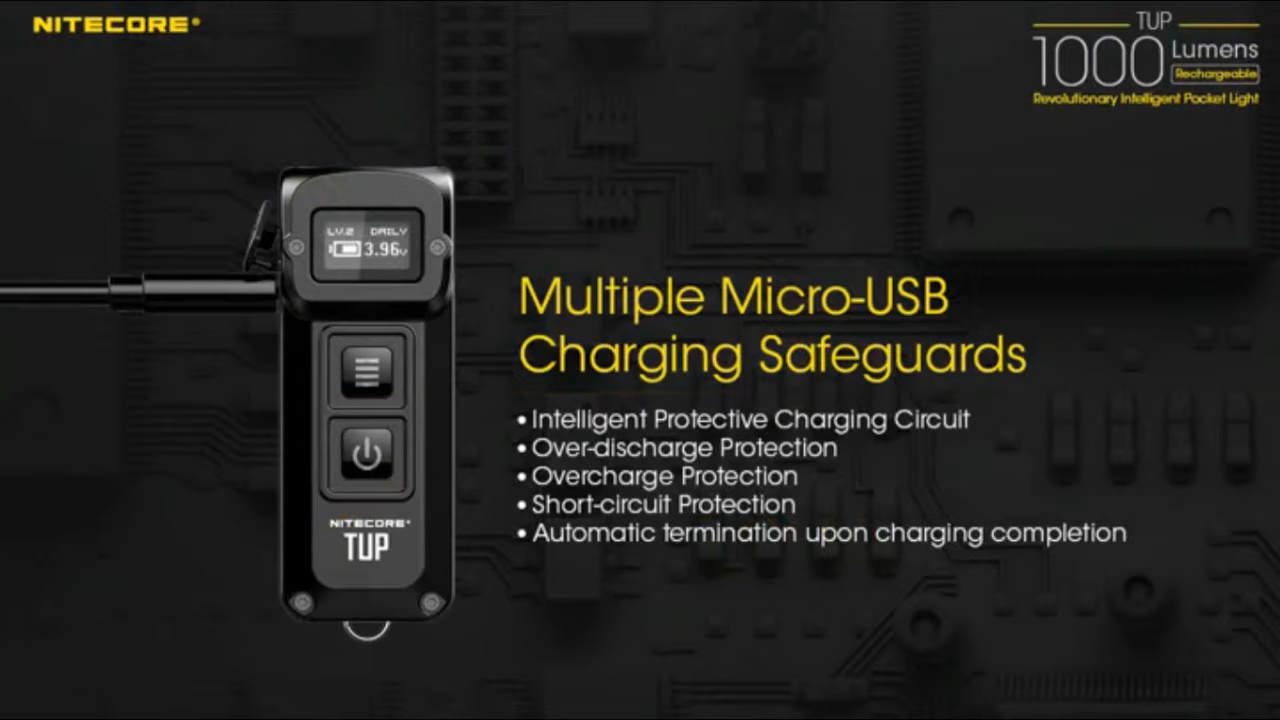 NITECORE®
TUP
1000 Lumens
Rechargeable
Revolutionary Intelligent Pocket Light
LV.2 DAILY
3.96v
Multiple Micro-USB
Charging Safeguards
• Intelligent Protective Charging Circuit
• Over-discharge Protection
• Overcharge Protection
• Short-circuit Protection
• Automatic termination upon charging completion
NITECORE®
TUP